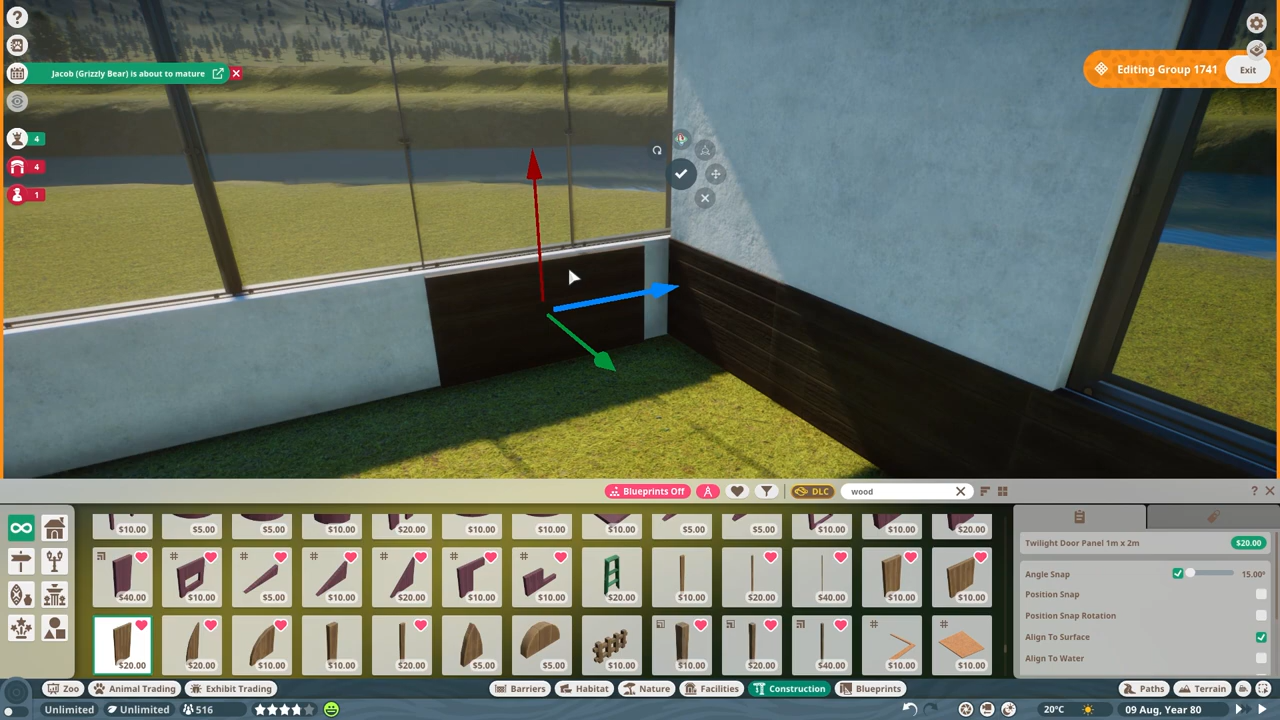 ?
Jacob (Grizzly Bear) is about to mature
4
4
1
Editing Group 1741
Exit
Blueprints Off
DLC
wood
?
$10.00 $5.00 $5.00 $10.00 $20.00 $10.00 $10.00 $10.00 $5.00 $5.00 $10.00 $10.00 $20.00
$40.00 $10.00 $5.00 $10.00 $20.00 $10.00 $10.00 $20.00 $10.00 $20.00 $40.00 $10.00 $10.00
$20.00 $20.00 $10.00 $10.00 $20.00 $5.00 $5.00 $10.00 $10.00 $20.00 $40.00 $10.00 $10.00
Twilight Door Panel 1m x 2m
$20.00
Angle Snap
15.00°
Position Snap
Position Snap Rotation
Align To Surface
Align To Water
Zoo
Animal Trading
Exhibit Trading
Barriers
Habitat
Nature
Facilities
Construction
Blueprints
Paths
Terrain
Unlimited
Unlimited
516
20°C
09 Aug, Year 80